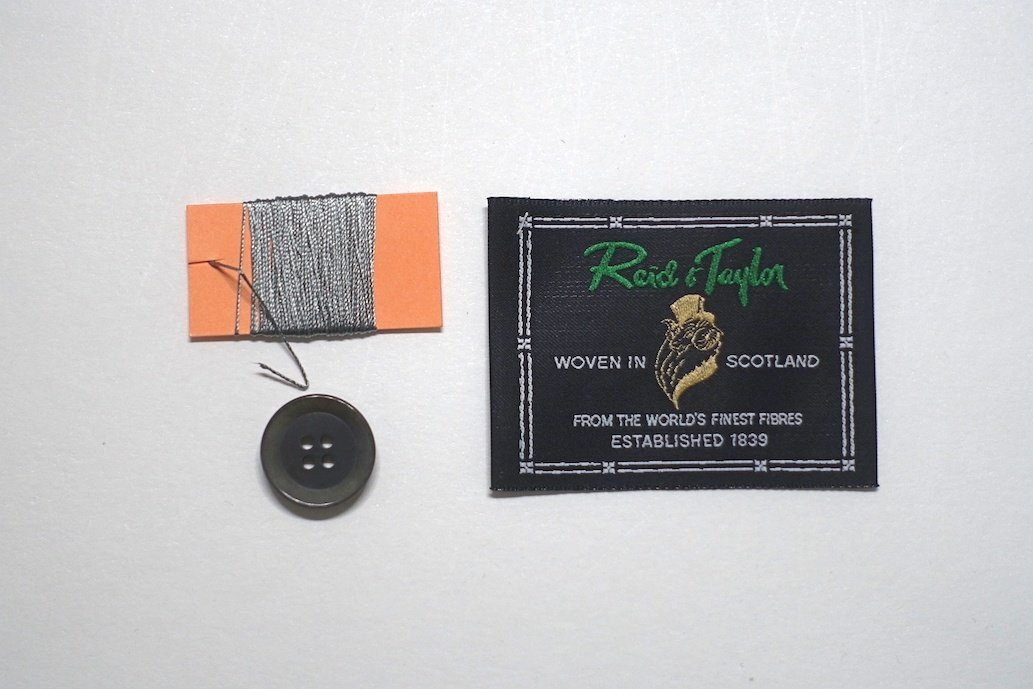 Reid & Taylor
WOVEN IN SCOTLAND
FROM THE WORLD'S FINEST FIBRES
ESTABLISHED 1839